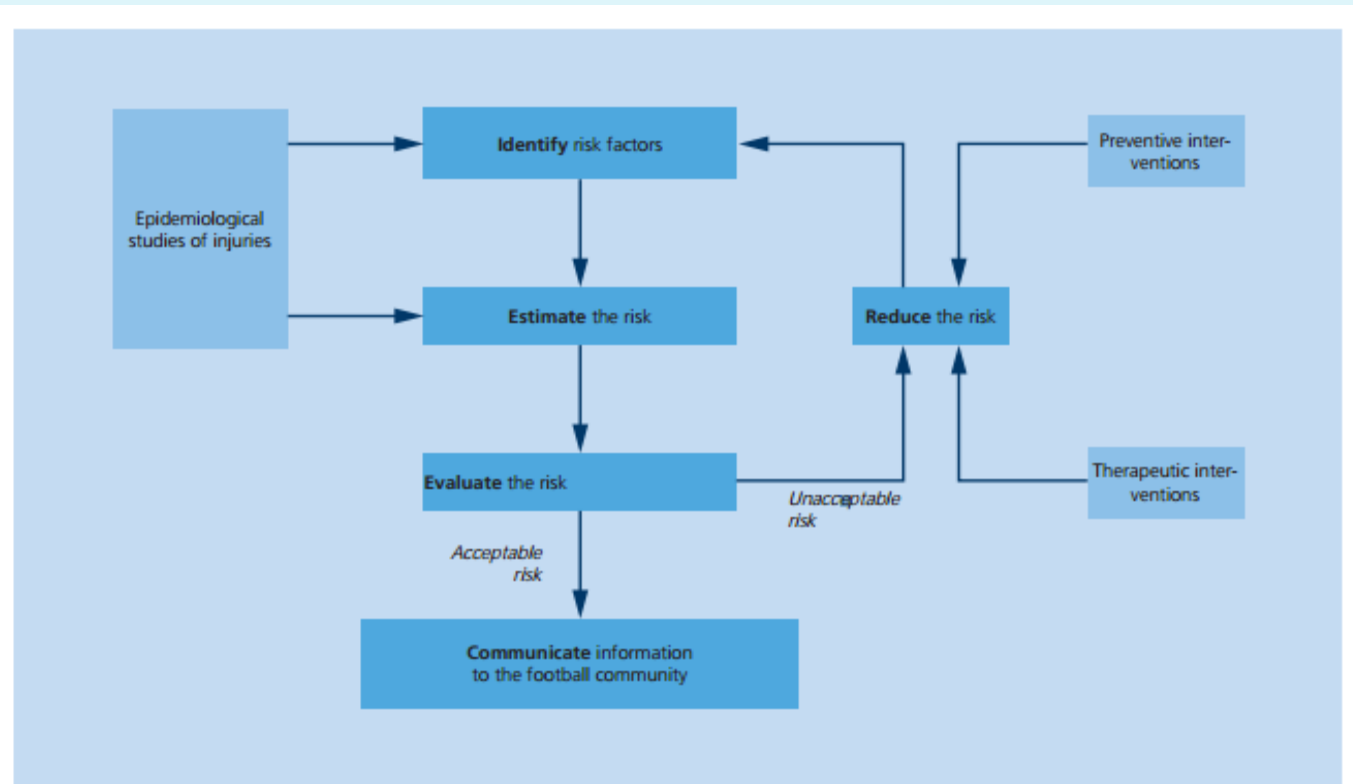 Identify risk factors
Preventive inter-
ventions
Epidemiological
studies of injuries
Estimate the risk
Reduce the risk
Evaluate the risk
Unacceptable
risk
Therapeutic inter-
ventions
Acceptable
risk
Communicate information
to the football community